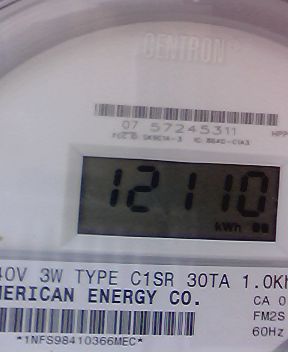 CENTRON
07 57245311
12110
kWh
40V 3W TYPE C1SR 30TA 1.0Kh
MERICAN ENERGY CO.
CA 0
FM2S
60Hz
*1NFS98410366MEC*